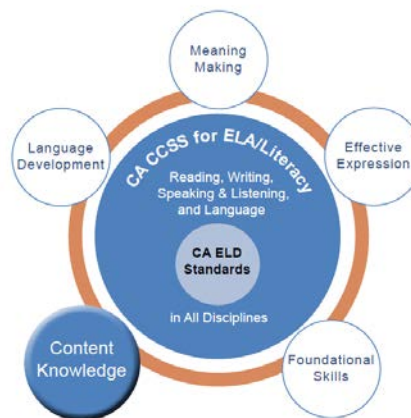 Meaning
Making
Language
Development
Effective
Expression
CA CCSS for ELA/Literacy
Reading, Writing,
Speaking & Listening,
and Language
CA ELD
Standards
in All Disciplines
Content
Knowledge
Foundational
Skills